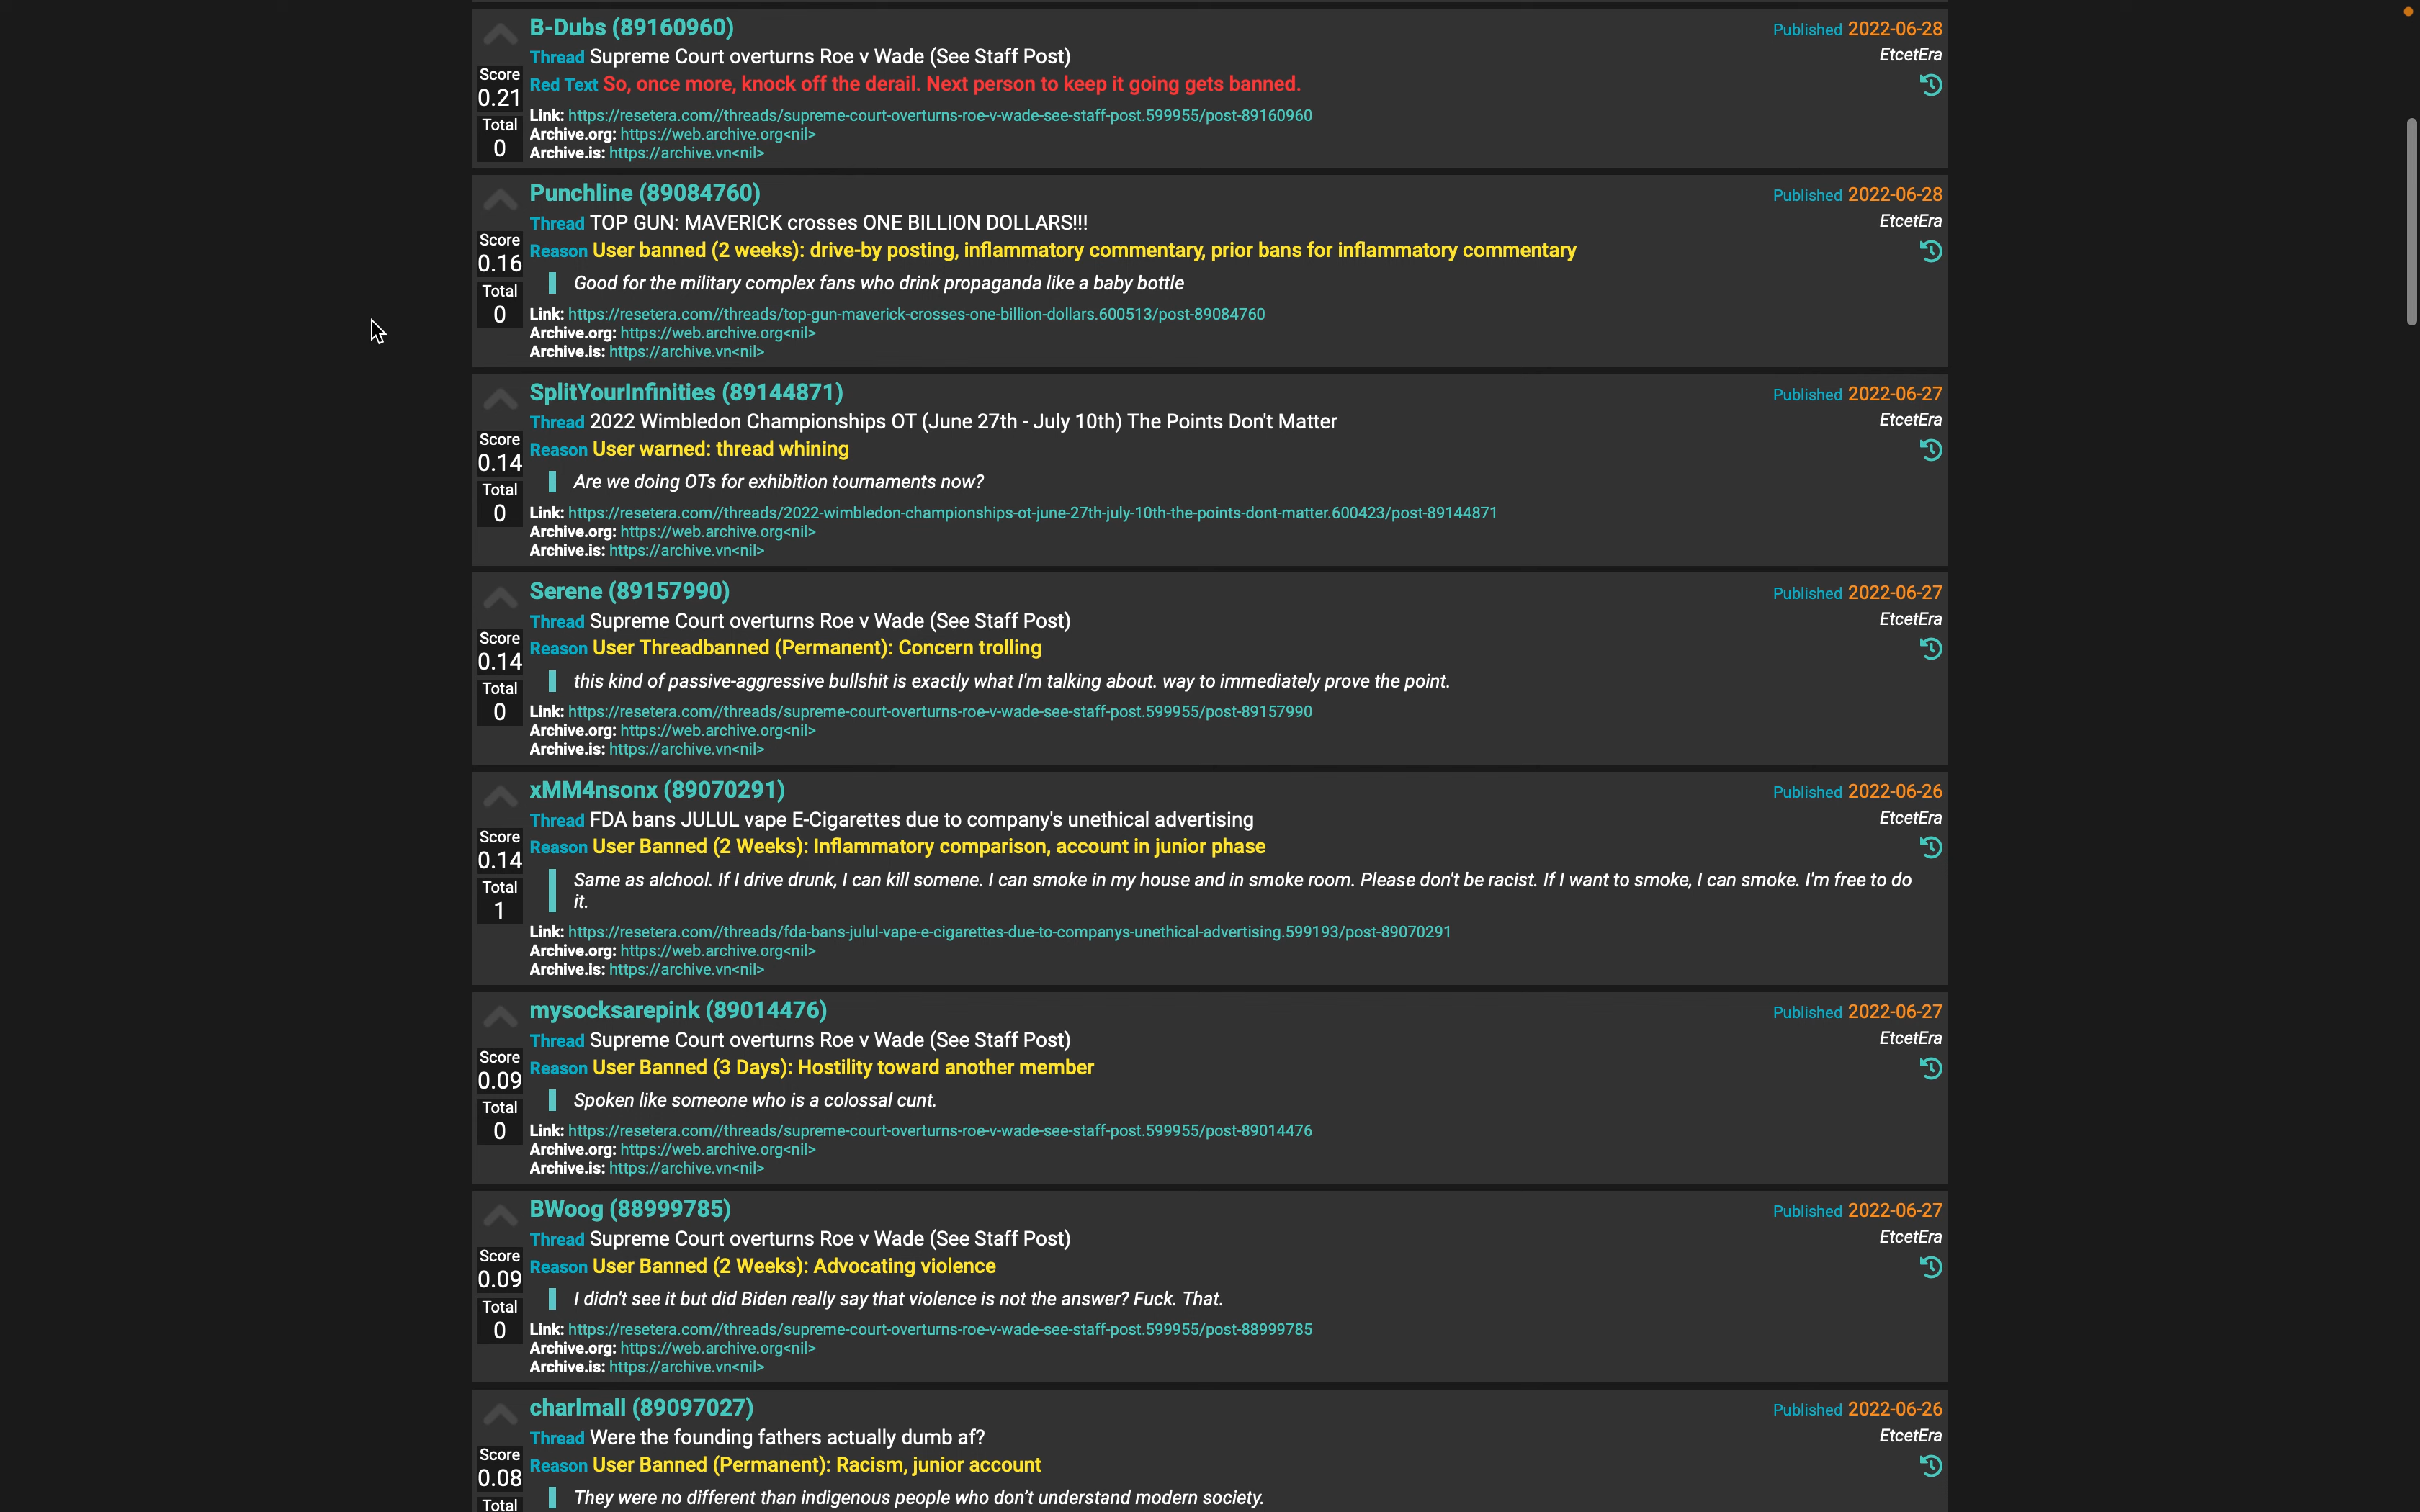 B-Dubs (89160960)
Published 2022-06-28
Thread Supreme Court overturns Roe v Wade (See Staff Post)
EtcetEra
Score
0.21
Red Text So, once more, knock off the derail. Next person to keep it going gets banned.
Link: https://resetera.com//threads/supreme-court-overturns-roe-v-wade-see-staff-post.599955/post-89160960
Total
0
Archive.org: https://web.archive.org<nil>
Archive.is: https://archive.vn<nil>
Punchline (89084760)
Published 2022-06-28
Thread TOP GUN: MAVERICK crosses ONE BILLION DOLLARS!!!
EtcetEra
Score
0.16
Reason User banned (2 weeks): drive-by posting, inflammatory commentary, prior bans for inflammatory commentary
Good for the military complex fans who drink propaganda like a baby bottle
Total
0
Link: https://resetera.com//threads/top-gun-maverick-crosses-one-billion-dollars.600513/post-89084760
Archive.org: https://web.archive.org<nil>
Archive.is: https://archive.vn<nil>
SplitYourInfinities (89144871)
Published 2022-06-27
Thread 2022 Wimbledon Championships OT (June 27th - July 10th) The Points Don't Matter
EtcetEra
Score
0.14
Reason User warned: thread whining
Are we doing OTs for exhibition tournaments now?
Total
0
Link: https://resetera.com//threads/2022-wimbledon-championships-ot-june-27th-july-10th-the-points-dont-matter.600423/post-89144871
Archive.org: https://web.archive.org<nil>
Archive.is: https://archive.vn<nil>
Serene (89157990)
Published 2022-06-27
Thread Supreme Court overturns Roe v Wade (See Staff Post)
EtcetEra
Score
0.14
Reason User Threadbanned (Permanent): Concern trolling
this kind of passive-aggressive bullshit is exactly what I'm talking about. way to immediately prove the point.
Total
0
Link: https://resetera.com//threads/supreme-court-overturns-roe-v-wade-see-staff-post.599955/post-89157990
Archive.org: https://web.archive.org<nil>
Archive.is: https://archive.vn<nil>
xMM4nsonx (89070291)
Published 2022-06-26
Thread FDA bans JULUL vape E-Cigarettes due to company's unethical advertising
EtcetEra
Score
0.14
Reason User Banned (2 Weeks): Inflammatory comparison, account in junior phase
Same as alchool. If I drive drunk, I can kill somene. I can smoke in my house and in smoke room. Please don't be racist. If I want to smoke, I can smoke. I'm free to do
it.
Total
1
Link: https://resetera.com//threads/fda-bans-julul-vape-e-cigarettes-due-to-companys-unethical-advertising.599193/post-89070291
Archive.org: https://web.archive.org<nil>
Archive.is: https://archive.vn<nil>
mysocksarepink (89014476)
Published 2022-06-27
Thread Supreme Court overturns Roe v Wade (See Staff Post)
EtcetEra
Score
0.09
Reason User Banned (3 Days): Hostility toward another member
Spoken like someone who is a colossal cunt.
Total
0
Link: https://resetera.com//threads/supreme-court-overturns-roe-v-wade-see-staff-post.599955/post-89014476
Archive.org: https://web.archive.org<nil>
Archive.is: https://archive.vn<nil>
BWoog (88999785)
Published 2022-06-27
Thread Supreme Court overturns Roe v Wade (See Staff Post)
EtcetEra
Score
0.09
Reason User Banned (2 Weeks): Advocating violence
I didn't see it but did Biden really say that violence is not the answer? Fuck. That.
Total
0
Link: https://resetera.com//threads/supreme-court-overturns-roe-v-wade-see-staff-post.599955/post-88999785
Archive.org: https://web.archive.org<nil>
Archive.is: https://archive.vn<nil>
charlmall (89097027)
Published 2022-06-26
Thread Were the founding fathers actually dumb af?
EtcetEra
Score
0.08
Reason User Banned (Permanent): Racism, junior account
They were no different than indigenous people who don't understand modern society.
Total